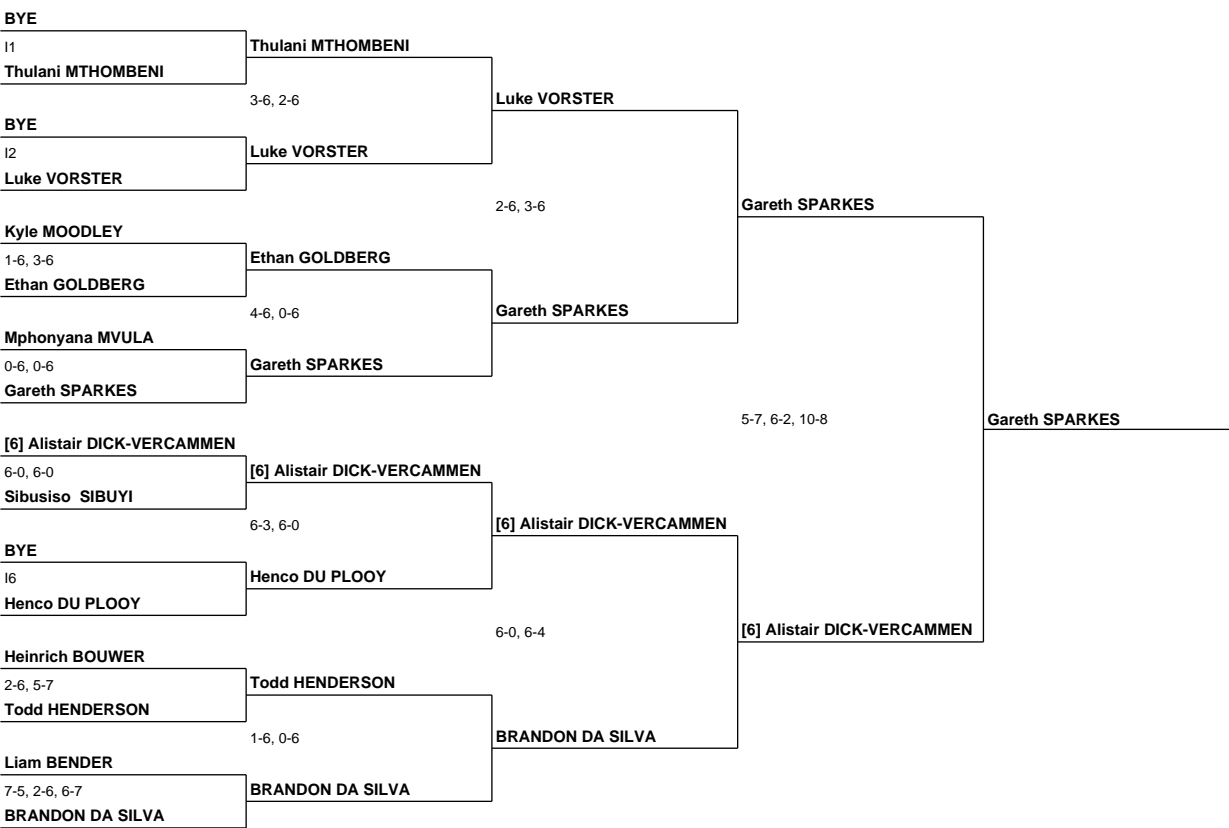 BYE
I1
Thulani MTHOMBENI
Thulani MTHOMBENI
3-6, 2-6
Luke VORSTER
BYE
I2
Luke VORSTER
Luke VORSTER
2-6, 3-6
Gareth SPARKES
Kyle MOODLEY
1-6, 3-6
Ethan GOLDBERG
Ethan GOLDBERG
4-6, 0-6
Gareth SPARKES
Mphonyana MVULA
0-6, 0-6
Gareth SPARKES
Gareth SPARKES
5-7, 6-2, 10-8
Gareth SPARKES
[6] Alistair DICK-VERCAMMEN
6-0, 6-0
Sibusiso  SIBUYI
[6] Alistair DICK-VERCAMMEN
6-3, 6-0
[6] Alistair DICK-VERCAMMEN
BYE
I6
Henco DU PLOOY
Henco DU PLOOY
6-0, 6-4
[6] Alistair DICK-VERCAMMEN
Heinrich BOUWER
2-6, 5-7
Todd HENDERSON
Todd HENDERSON
1-6, 0-6
BRANDON DA SILVA
Liam BENDER
7-5, 2-6, 6-7
BRANDON DA SILVA
BRANDON DA SILVA